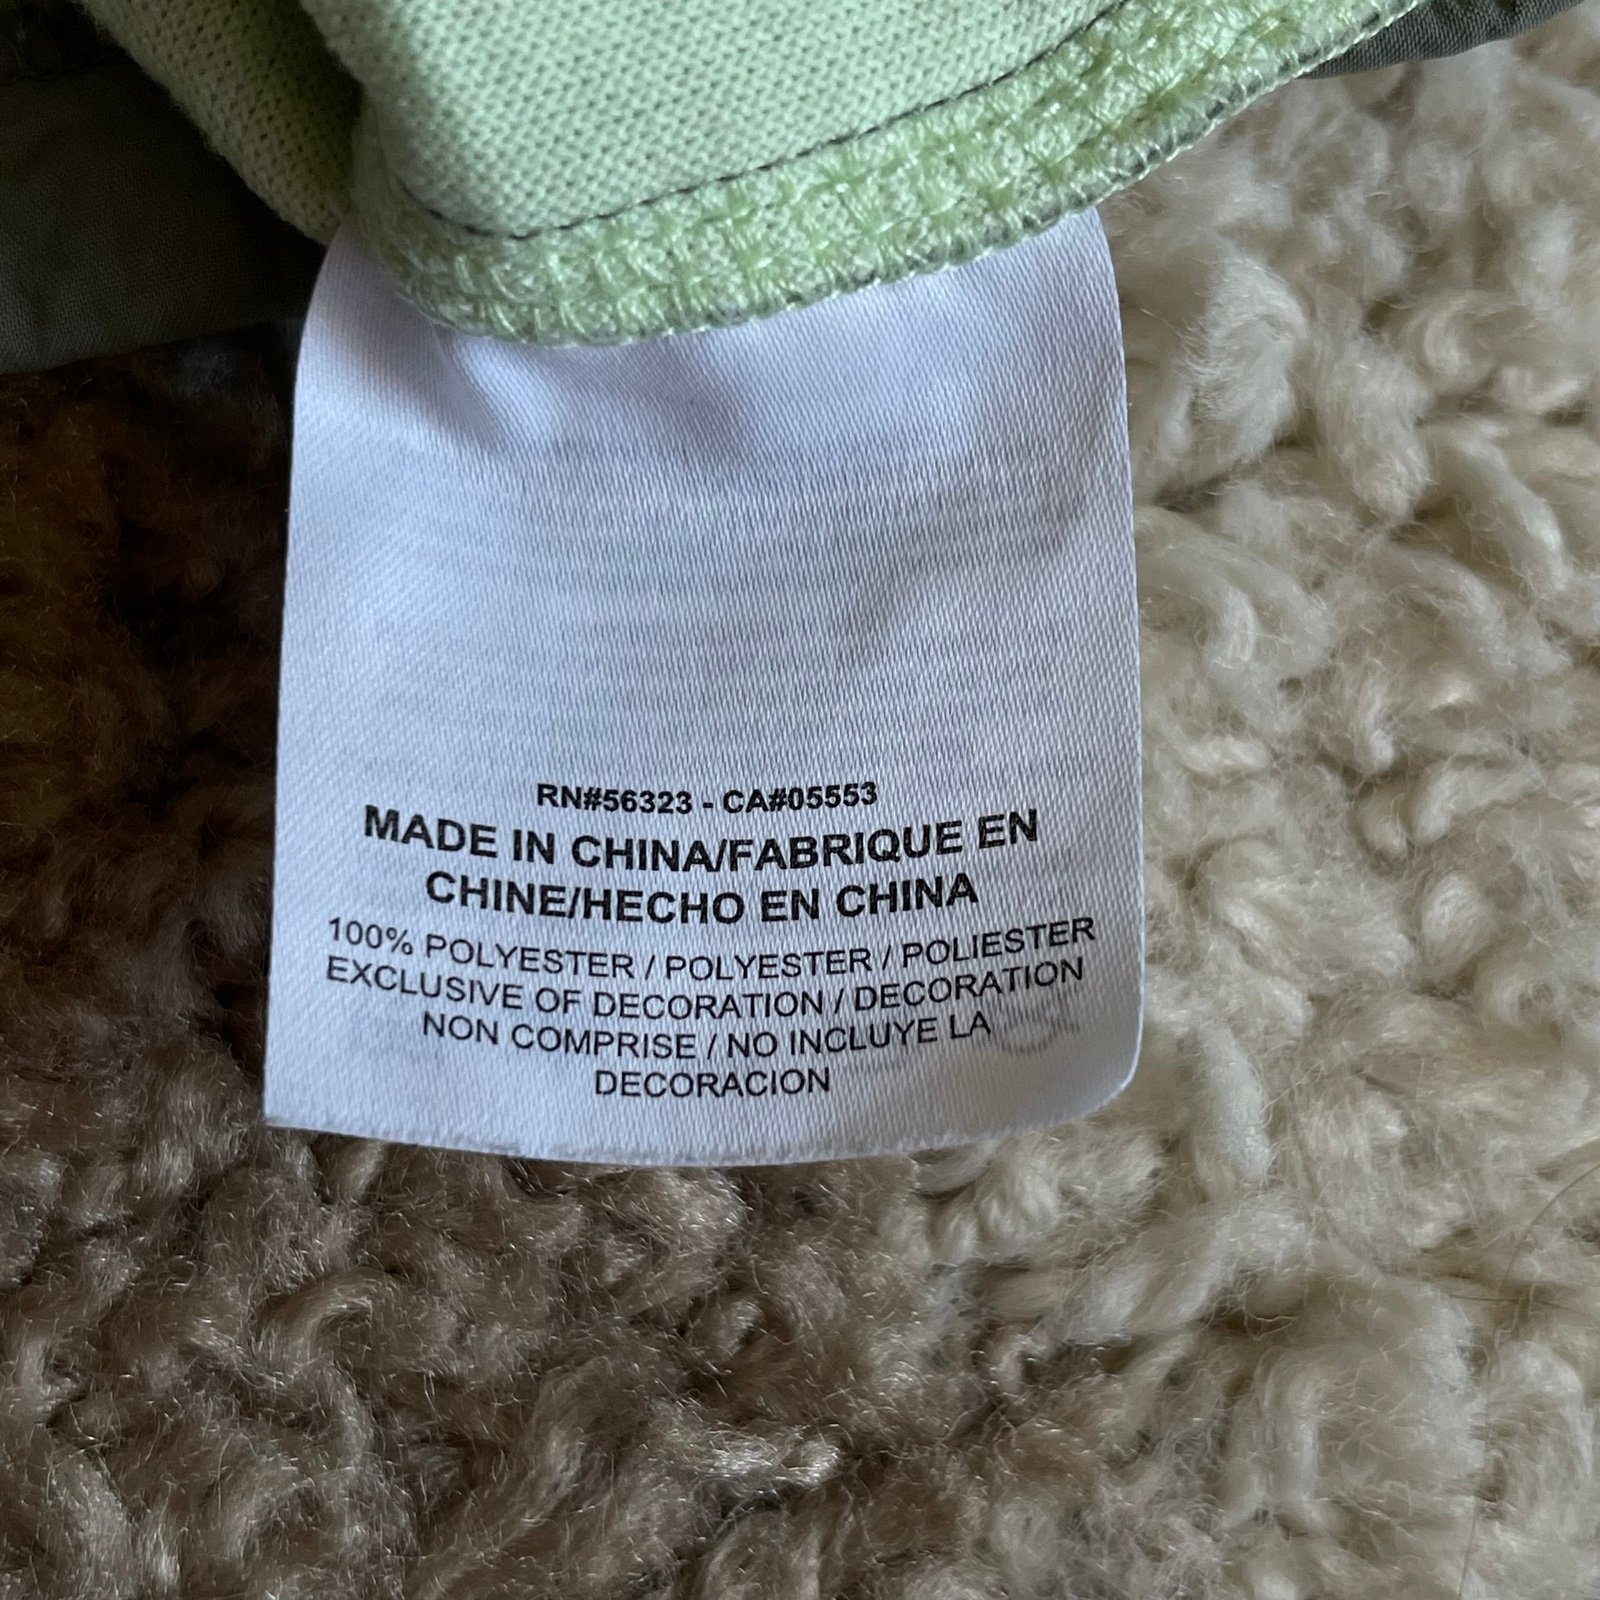 RN#56323 - CA#05553
MADE IN CHINA/FABRIQUE EN
CHINE/HECHO EN CHINA
100% POLYESTER / POLYESTER / POLIESTER
EXCLUSIVE OF DECORATION / DECORATION
NON COMPRISE / NO INCLUYE LA
DECORACION